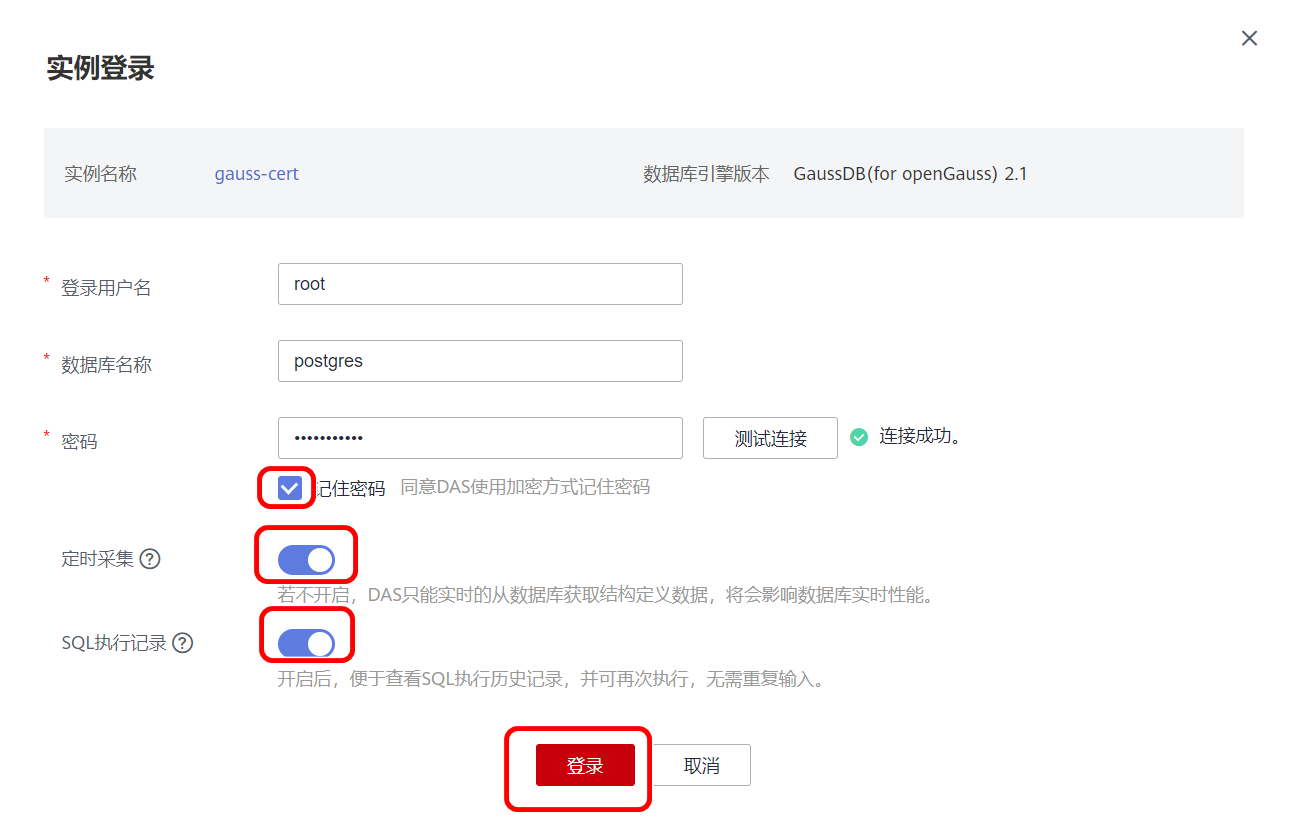 实例登录
实例名称 gauss-cert 数据库引擎版本 GaussDB(for openGauss) 2.1
* 登录用户名 root
* 数据库名称 postgres
* 密码 ••••••••••• 测试连接 连接成功。
记住密码 同意DAS使用加密方式记住密码
定时采集 ?
若不开启，DAS只能实时的从数据库获取结构定义数据，将会影响数据库实时性能。
SQL执行记录 ?
开启后，便于查看SQL执行历史记录，并可再次执行，无需重复输入。
登录 取消